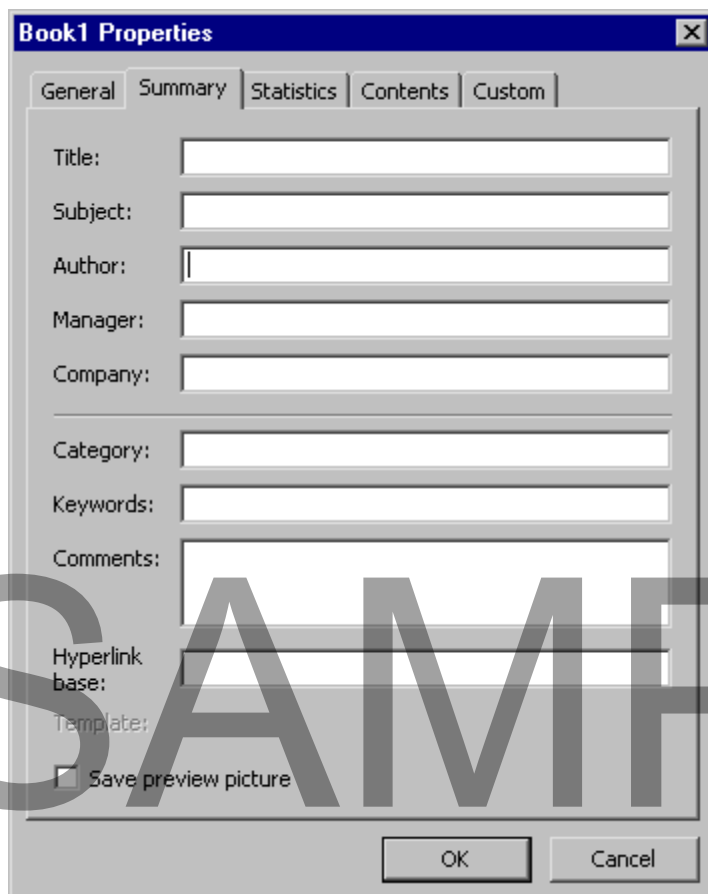 Book1 Properties
General Summary Statistics Contents Custom
Title:
Subject:
Author:
Manager:
Company:
Category:
Keywords:
Comments:
Hyperlink
base:
Template:
Save preview picture
OK Cancel